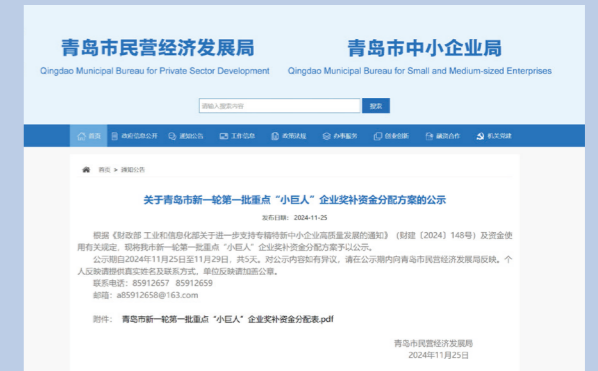 青岛市民营经济发展局 青岛市中小企业局
Qingdao Municipal Bureau for Private Sector Development Qingdao Municipal Bureau for Small and Medium-sized Enterprises
请输入搜索内容 搜索
首页 政府信息公开 通知公告 工作信息 政策法规 办事服务 创业创新 融资合作 机关党建
首页 > 通知公告
关于青岛市新一轮第一批重点“小巨人”企业奖补资金分配方案的公示
发布日期: 2024-11-25
根据《财政部 工业和信息化部关于进一步支持专精特新中小企业高质量发展的通知》(财建〔2024〕148号)及资金使
用有关规定，现将我市新一轮第一批重点“小巨人”企业奖补资金分配方案予以公示。
公示期自2024年11月25日至11月29日，共5天。对公示内容如有异议，请在公示期内向青岛市民营经济发展局反映。个
人反映请提供真实姓名及联系方式，单位反映请加盖公章。
联系电话：85912657 85912659
邮箱：a85912658@163.com
附件： 青岛市新一轮第一批重点“小巨人”企业奖补资金分配表.pdf
青岛市民营经济发展局
2024年11月25日